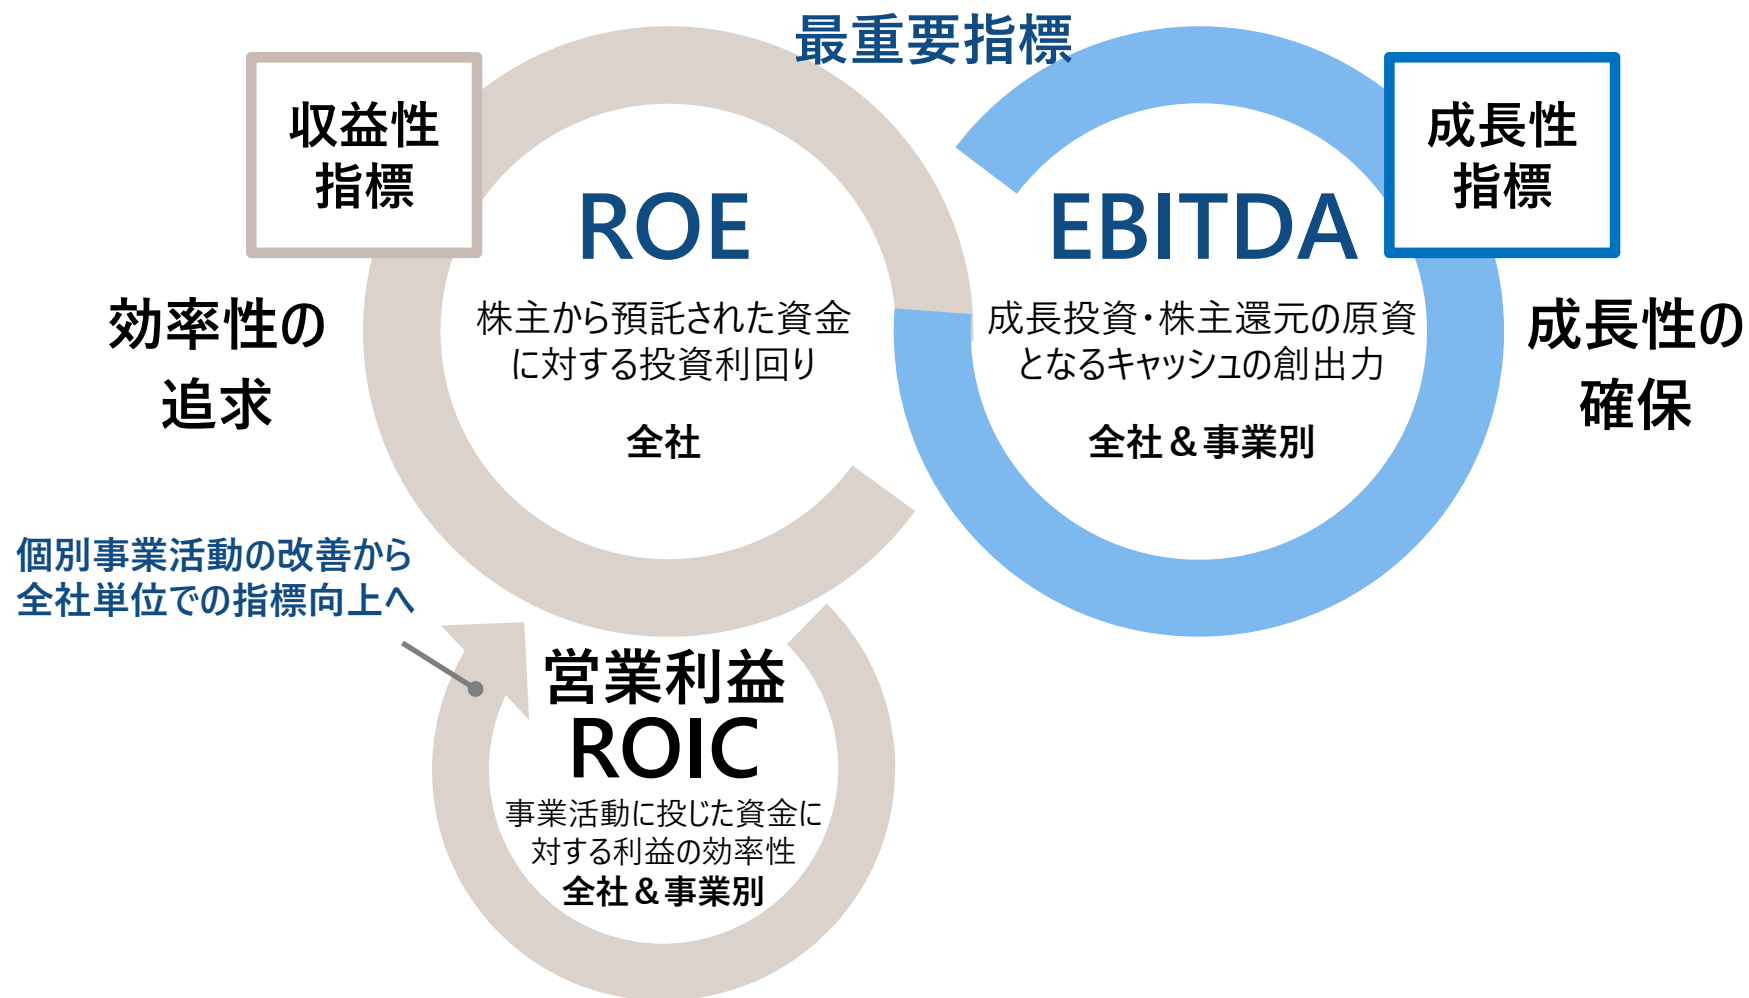 最重要指標
収益性
指標
成長性
指標
ROE
株主から預託された資金
に対する投資利回り
全社
EBITDA
成長投資・株主還元の原資
となるキャッシュの創出力
全社＆事業別
効率性の
追求
成長性の
確保
個別事業活動の改善から
全社単位での指標向上へ
営業利益
ROIC
事業活動に投じた資金に
対する利益の効率性
全社＆事業別